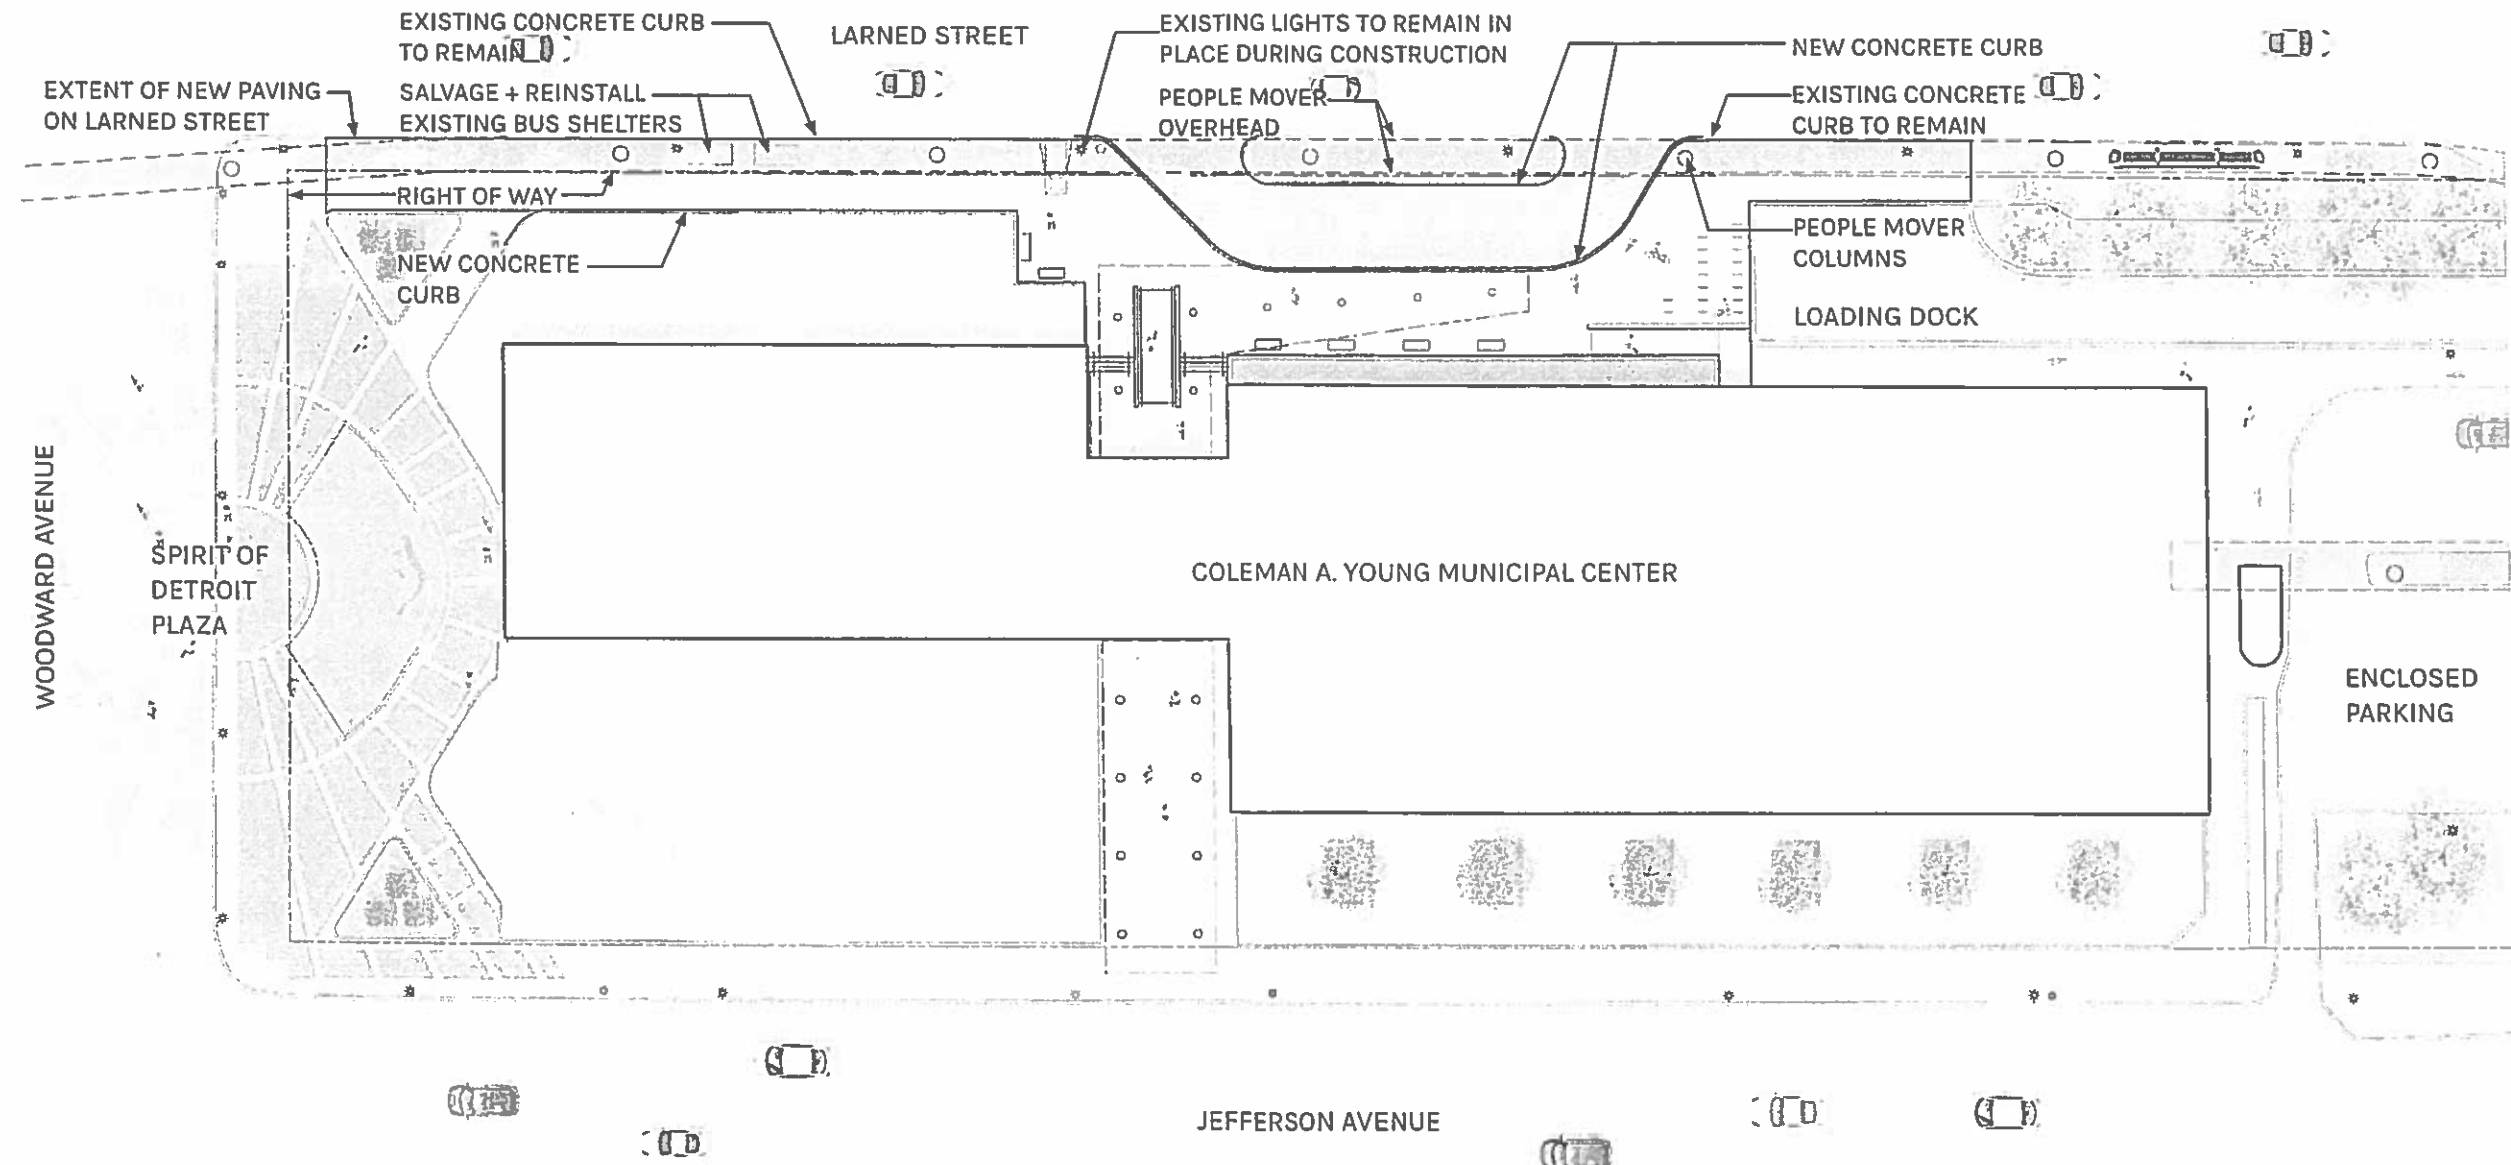 EXISTING CONCRETE CURB
TO REMAIN
LARNED STREET
EXISTING LIGHTS TO REMAIN IN
PLACE DURING CONSTRUCTION
NEW CONCRETE CURB
EXTENT OF NEW PAVING
ON LARNED STREET
SALVAGE + REINSTALL
EXISTING BUS SHELTERS
PEOPLE MOVER
OVERHEAD
EXISTING CONCRETE
CURB TO REMAIN
RIGHT OF WAY
NEW CONCRETE
CURB
PEOPLE MOVER
COLUMNS
LOADING DOCK
WOODWARD AVENUE
SPIRIT OF
DETROIT
PLAZA
COLEMAN A. YOUNG MUNICIPAL CENTER
ENCLOSED
PARKING
JEFFERSON AVENUE